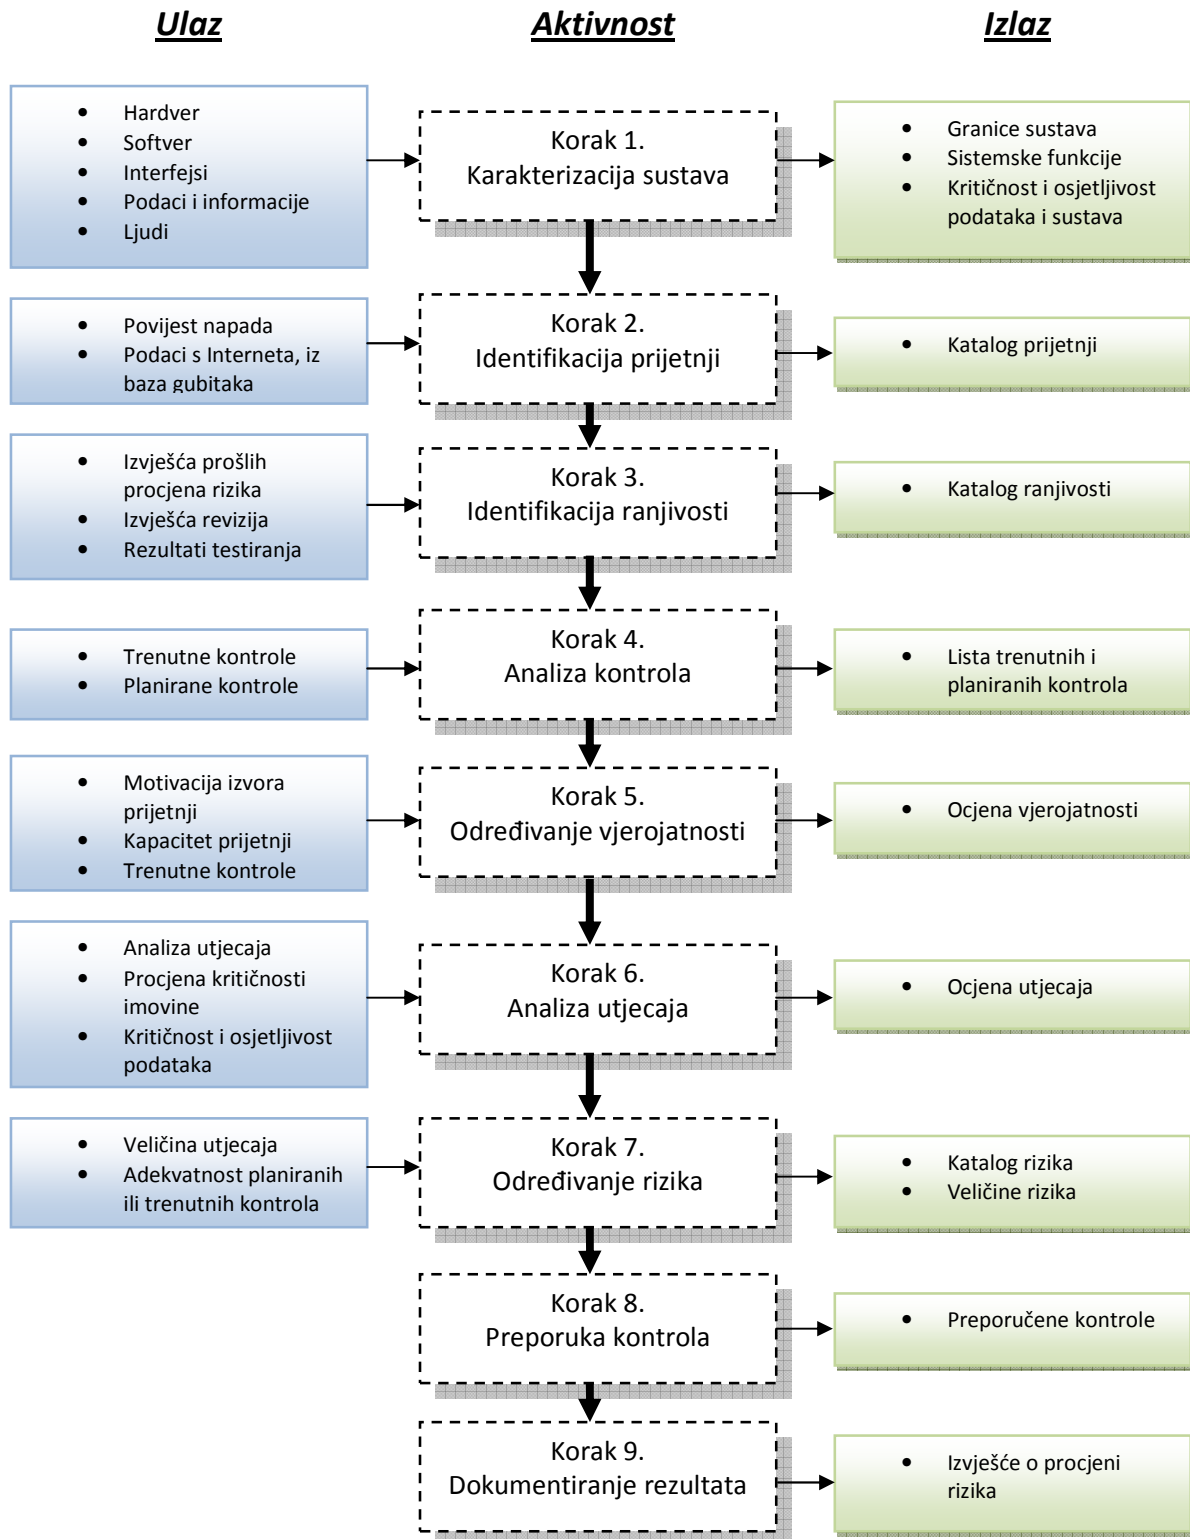 Ulaz
Aktivnost
Izlaz
• Hardver
• Softver
• Interfejsi
• Podaci i informacije
• Ljudi
Korak 1.
Karakterizacija sustava
• Granice sustava
• Sistemske funkcije
• Kritičnost i osjetljivost
podataka i sustava
• Povijest napada
• Podaci s Interneta, iz
baza gubitaka
Korak 2.
Identifikacija prijetnji
• Katalog prijetnji
• Izvješća prošlih
procjena rizika
• Izvješća revizija
• Rezultati testiranja
Korak 3.
Identifikacija ranjivosti
• Katalog ranjivosti
• Trenutne kontrole
• Planirane kontrole
Korak 4.
Analiza kontrola
• Lista trenutnih i
planiranih kontrola
• Motivacija izvora
prijetnji
• Kapacitet prijetnji
• Trenutne kontrole
Korak 5.
Određivanje vjerojatnosti
• Ocjena vjerojatnosti
• Analiza utjecaja
• Procjena kritičnosti
imovine
• Kritičnost i osjetljivost
podataka
Korak 6.
Analiza utjecaja
• Ocjena utjecaja
• Veličina utjecaja
• Adekvatnost planiranih
ili trenutnih kontrola
Korak 7.
Određivanje rizika
• Katalog rizika
• Veličine rizika
Korak 8.
Preporuka kontrola
• Preporučene kontrole
Korak 9.
Dokumentiranje rezultata
• Izvješće o procjeni
rizika